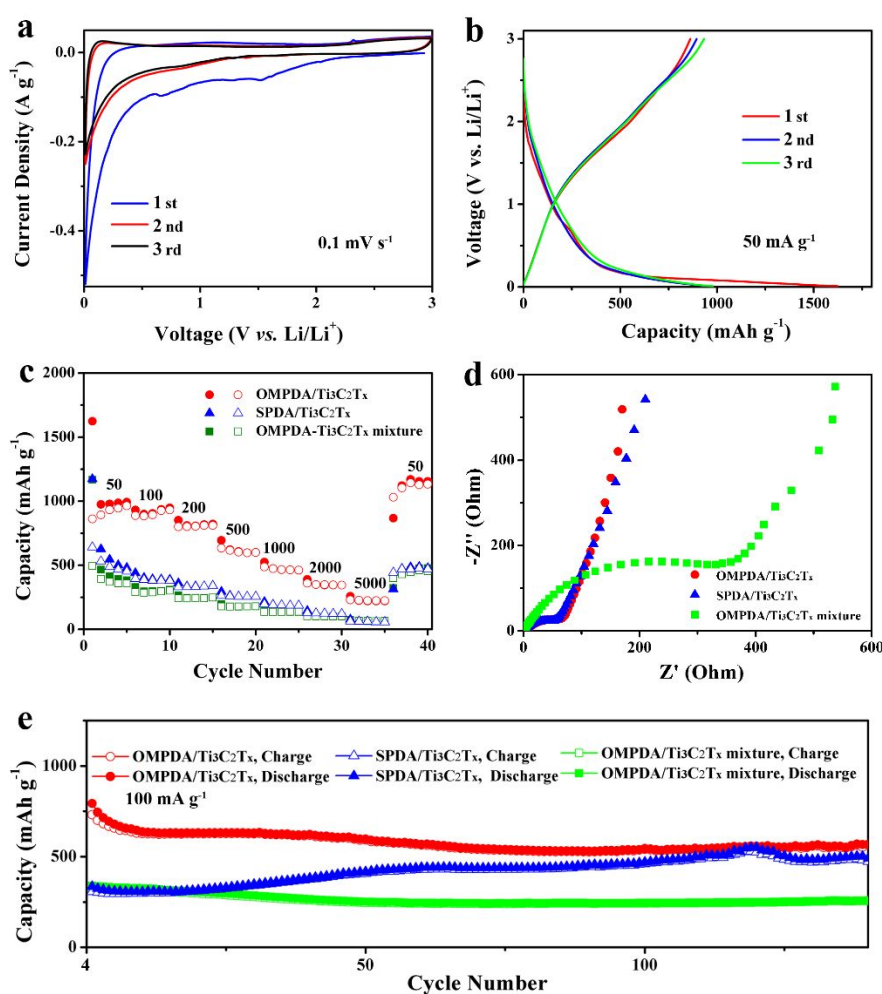 a
Current Density (A g⁻¹)
0.0
-0.2
-0.4
1 st
2 nd
3 rd
0.1 mV s⁻¹
0 1 2 3
Voltage (V vs. Li/Li⁺)
b
Voltage (V vs. Li/Li⁺)
3
2
1
0
1 st
2 nd
3 rd
50 mA g⁻¹
0 500 1000 1500
Capacity (mAh g⁻¹)
c
Capacity (mAh g⁻¹)
2000
1500
1000
500
0
OMPDA/Ti₃C₂Tₓ
SPDA/Ti₃C₂Tₓ
OMPDA-Ti₃C₂Tₓ mixture
50 100 200 500 1000 2000 5000 50
0 10 20 30 40
Cycle Number
d
-Z'' (Ohm)
600
400
200
0
OMPDA/Ti₃C₂Tₓ
SPDA/Ti₃C₂Tₓ
OMPDA/Ti₃C₂Tₓ mixture
0 200 400 600
Z' (Ohm)
e
Capacity (mAh g⁻¹)
1000
750
500
250
0
OMPDA/Ti₃C₂Tₓ, Charge SPDA/Ti₃C₂Tₓ, Charge OMPDA/Ti₃C₂Tₓ mixture, Charge
OMPDA/Ti₃C₂Tₓ, Discharge SPDA/Ti₃C₂Tₓ, Discharge OMPDA/Ti₃C₂Tₓ mixture, Discharge
100 mA g⁻¹
4 50 100
Cycle Number